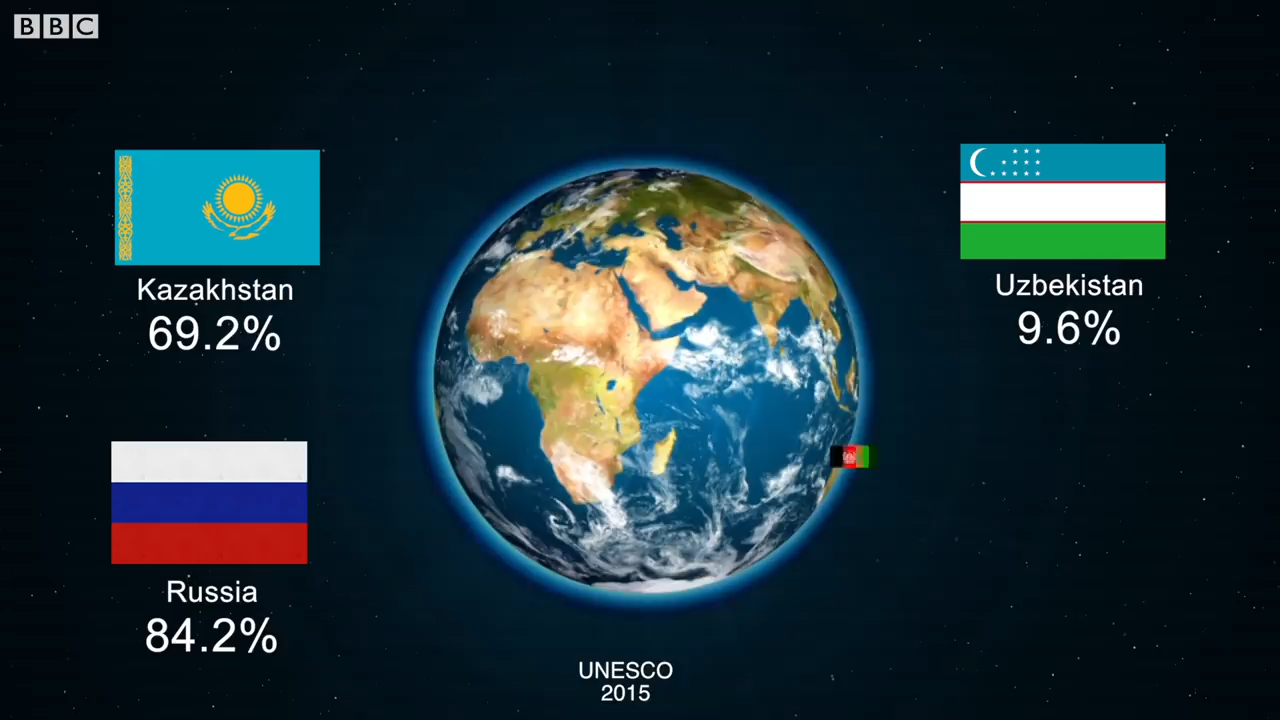 BBC
Kazakhstan
69.2%
Uzbekistan
9.6%
Russia
84.2%
UNESCO
2015